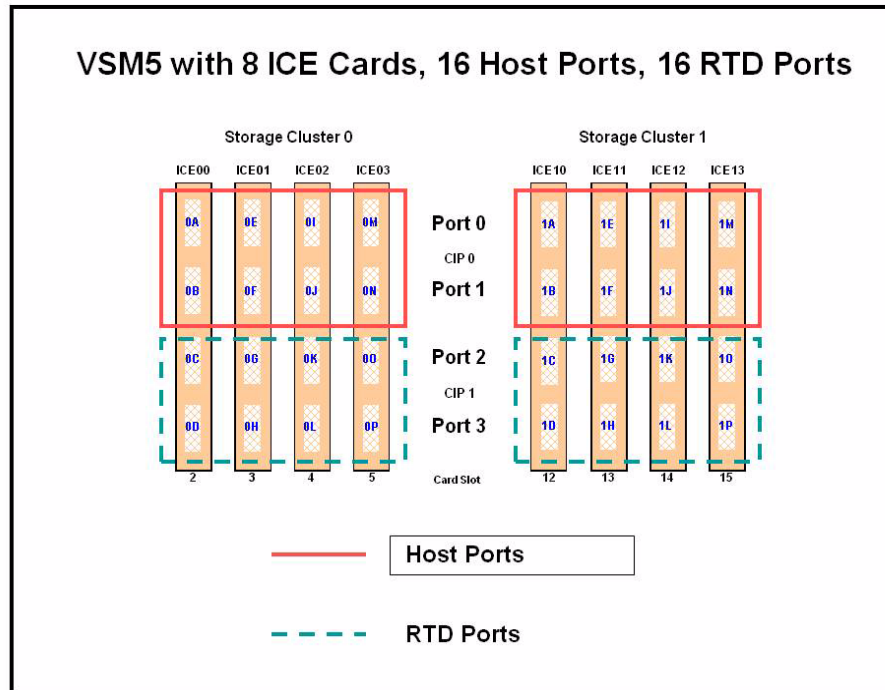 VSM5 with 8 ICE Cards, 16 Host Ports, 16 RTD Ports
Storage Cluster 0 Storage Cluster 1
ICE00 ICE01 ICE02 ICE03 ICE10 ICE11 ICE12 ICE13
0A 0E 0I 0M Port 0 1A 1E 1I 1M
CIP 0
0B 0F 0J 0N Port 1 1B 1F 1J 1N
0C 0G 0K 0O Port 2 1C 1G 1K 1O
CIP 1
0D 0H 0L 0P Port 3 1D 1H 1L 1P
2 3 4 5 Card Slot 12 13 14 15
Host Ports
RTD Ports